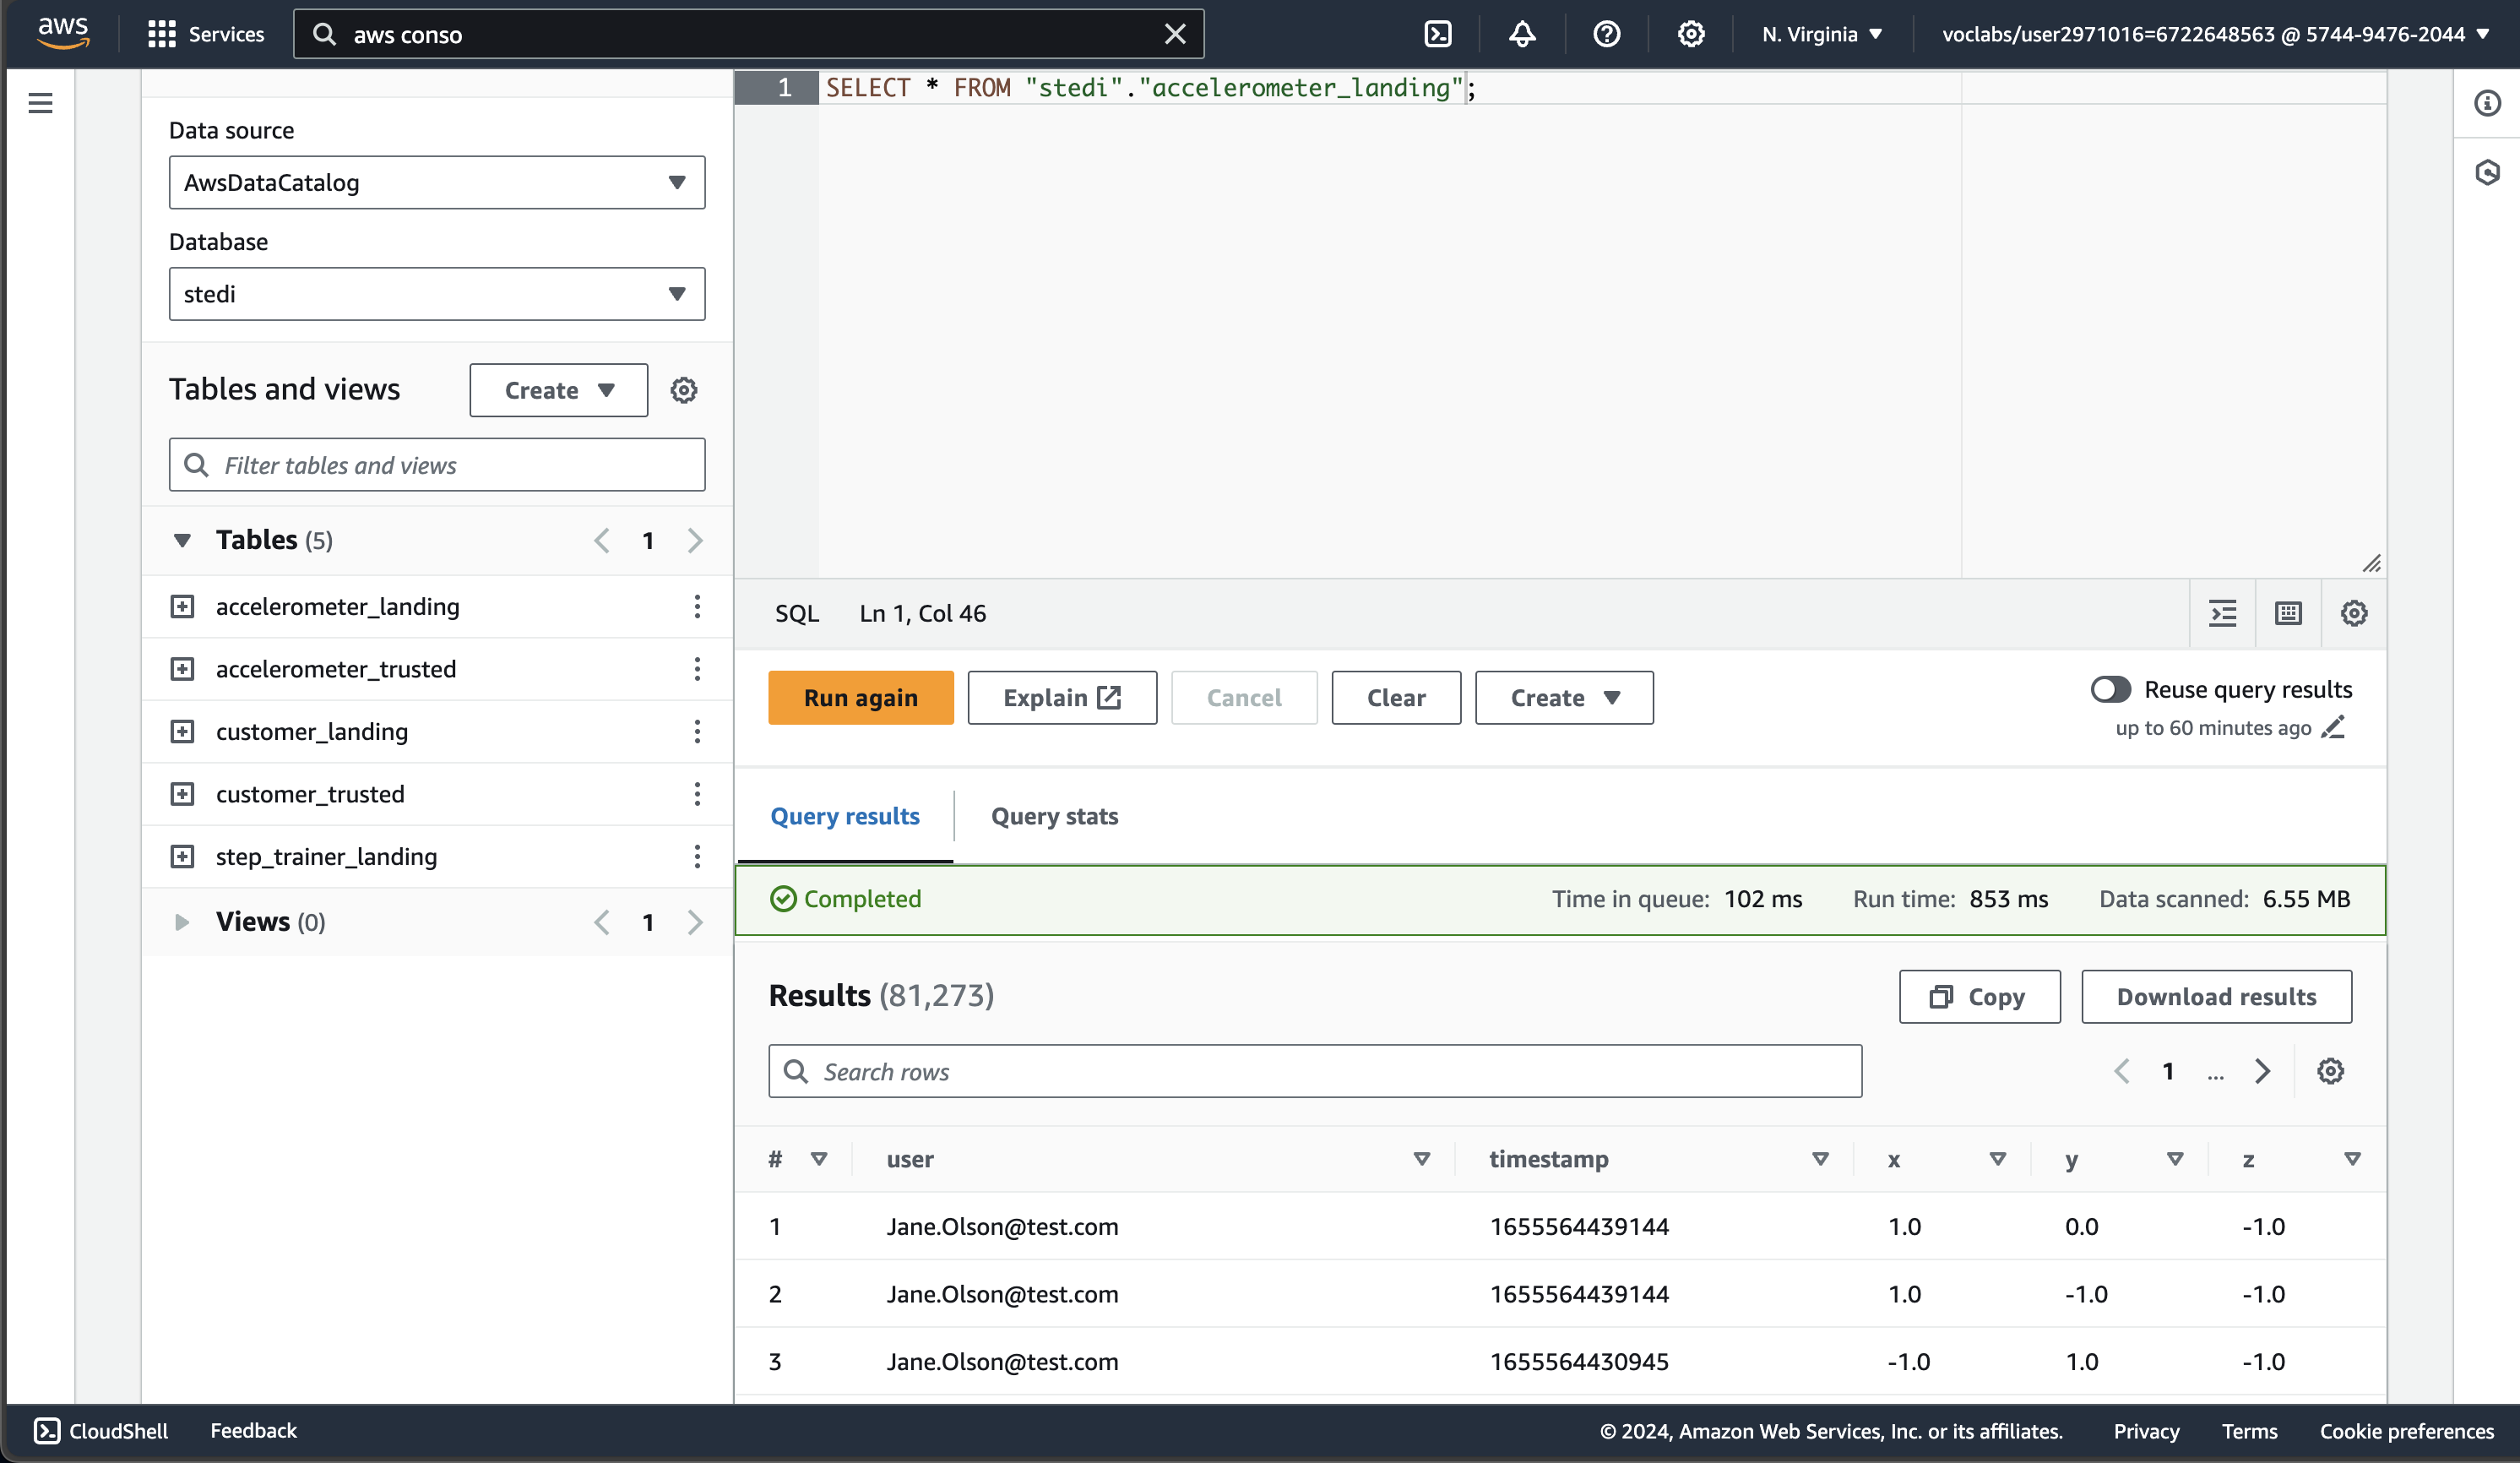 aws
Services
aws conso
N. Virginia
voclabs/user2971016=6722648563 @ 5744-9476-2044
Data source
AwsDataCatalog
Database
stedi
Tables and views
Create
Filter tables and views
Tables (5)
1
accelerometer_landing
accelerometer_trusted
customer_landing
customer_trusted
step_trainer_landing
Views (0)
1
1 SELECT * FROM "stedi"."accelerometer_landing";
SQL Ln 1, Col 46
Run again
Explain
Cancel
Clear
Create
Reuse query results
up to 60 minutes ago
Query results
Query stats
Completed
Time in queue: 102 ms
Run time: 853 ms
Data scanned: 6.55 MB
Results (81,273)
Copy
Download results
Search rows
1 ...
# user timestamp x y z
1 Jane.Olson@test.com 1655564439144 1.0 0.0 -1.0
2 Jane.Olson@test.com 1655564439144 1.0 -1.0 -1.0
3 Jane.Olson@test.com 1655564430945 -1.0 1.0 -1.0
CloudShell
Feedback
© 2024, Amazon Web Services, Inc. or its affiliates.
Privacy
Terms
Cookie preferences